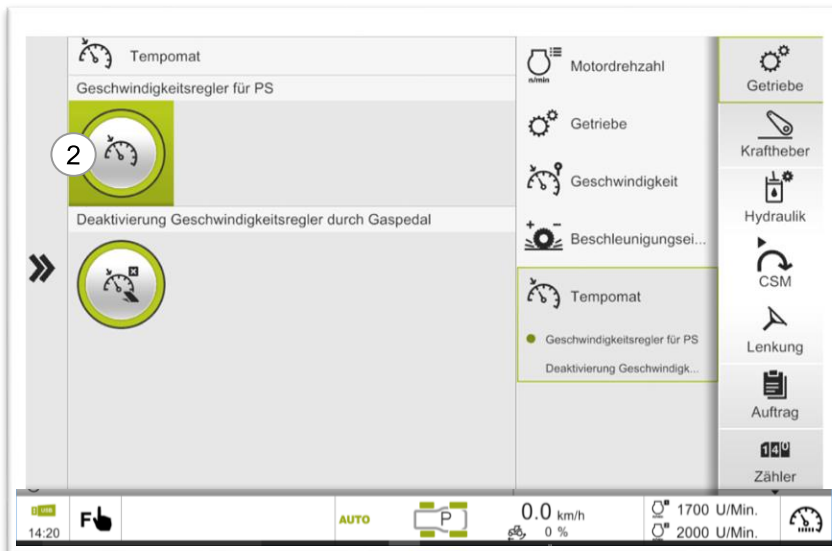 Tempomat
Geschwindigkeitsregler für PS
2
Deaktivierung Geschwindigkeitsregler durch Gaspedal
n/min
Motordrehzahl
Getriebe
Geschwindigkeit
Beschleunigungsei...
Tempomat
Geschwindigkeitsregler für PS
Deaktivierung Geschwindigk...
Getriebe
Kraftheber
Hydraulik
CSM
Lenkung
Auftrag
140
Zähler
USB
14:20
F
AUTO
P
0.0 km/h
0 %
1700 U/Min.
2000 U/Min.